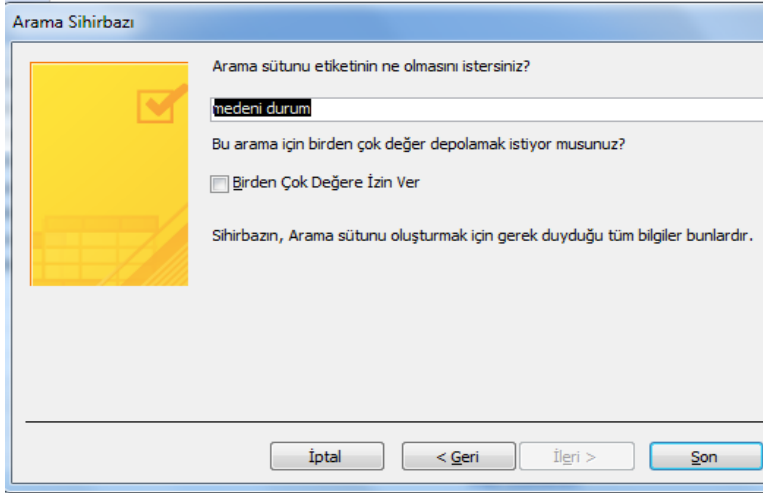 Arama Sihirbazı
Arama sütunu etiketinin ne olmasını istersiniz?
medeni durum
Bu arama için birden çok değer depolamak istiyor musunuz?
Birden Çok Değere İzin Ver
Sihirbazın, Arama sütunu oluşturmak için gerek duyduğu tüm bilgiler bunlardır.
İptal
< Geri
İleri >
Son